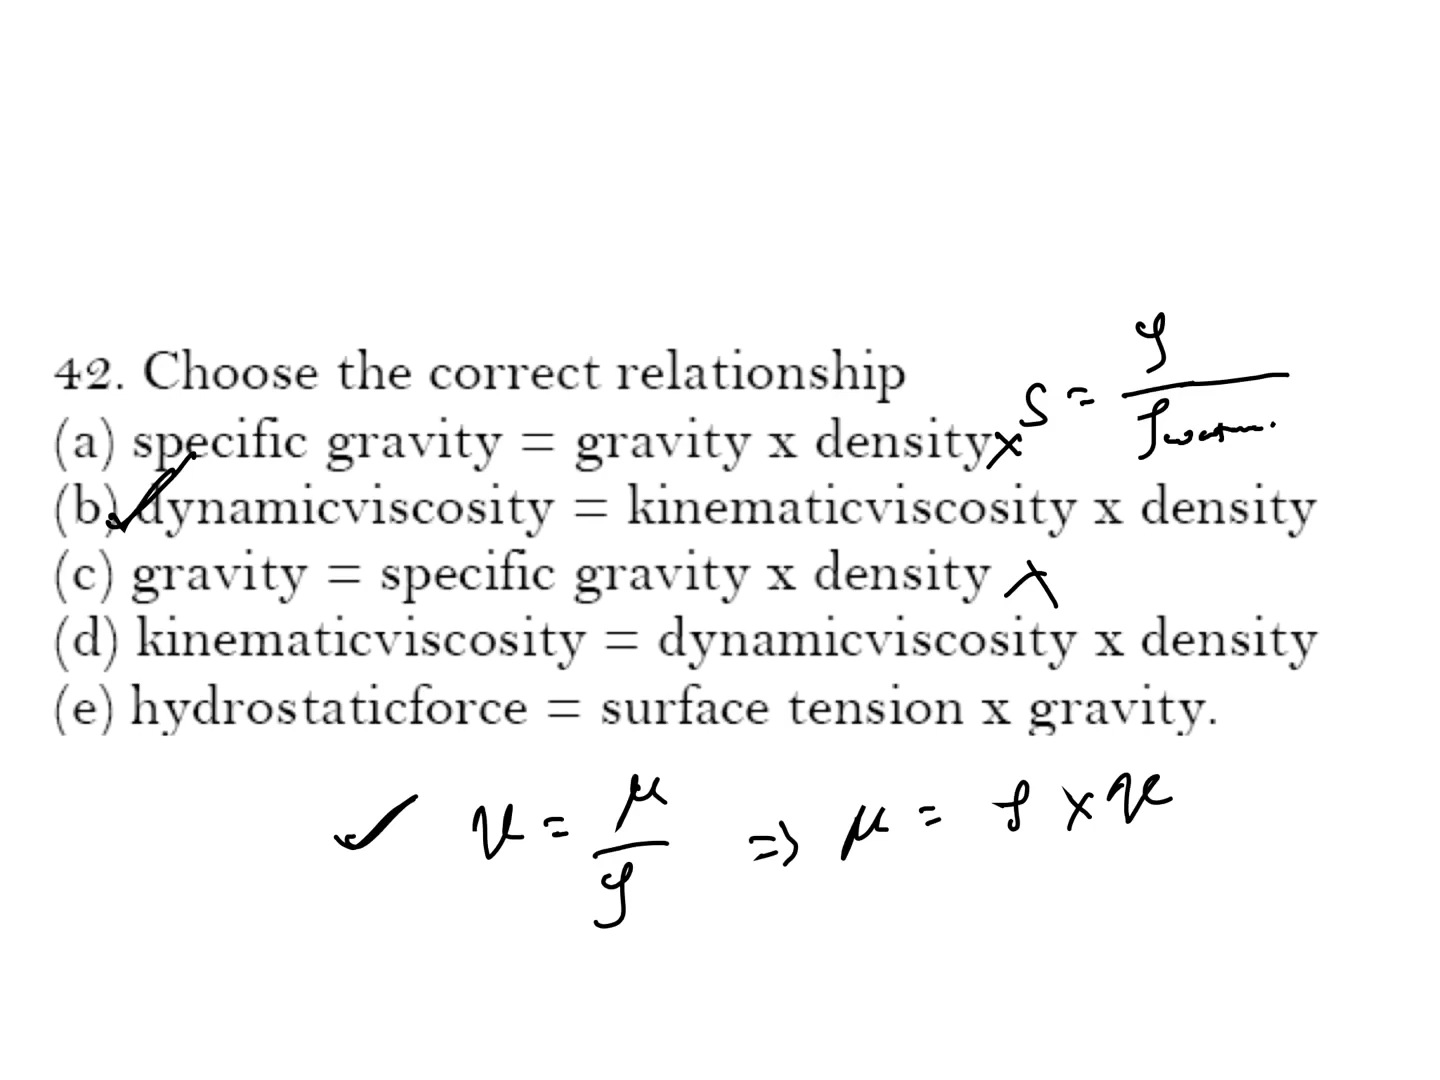 42. Choose the correct relationship
(a) specific gravity = gravity x density x S = ρ / ρwater.
(b) dynamicviscosity = kinematicviscosity x density
(c) gravity = specific gravity x density x
(d) kinematicviscosity = dynamicviscosity x density
(e) hydrostaticforce = surface tension x gravity.
✓ ν = μ / ρ => μ = ρ x ν